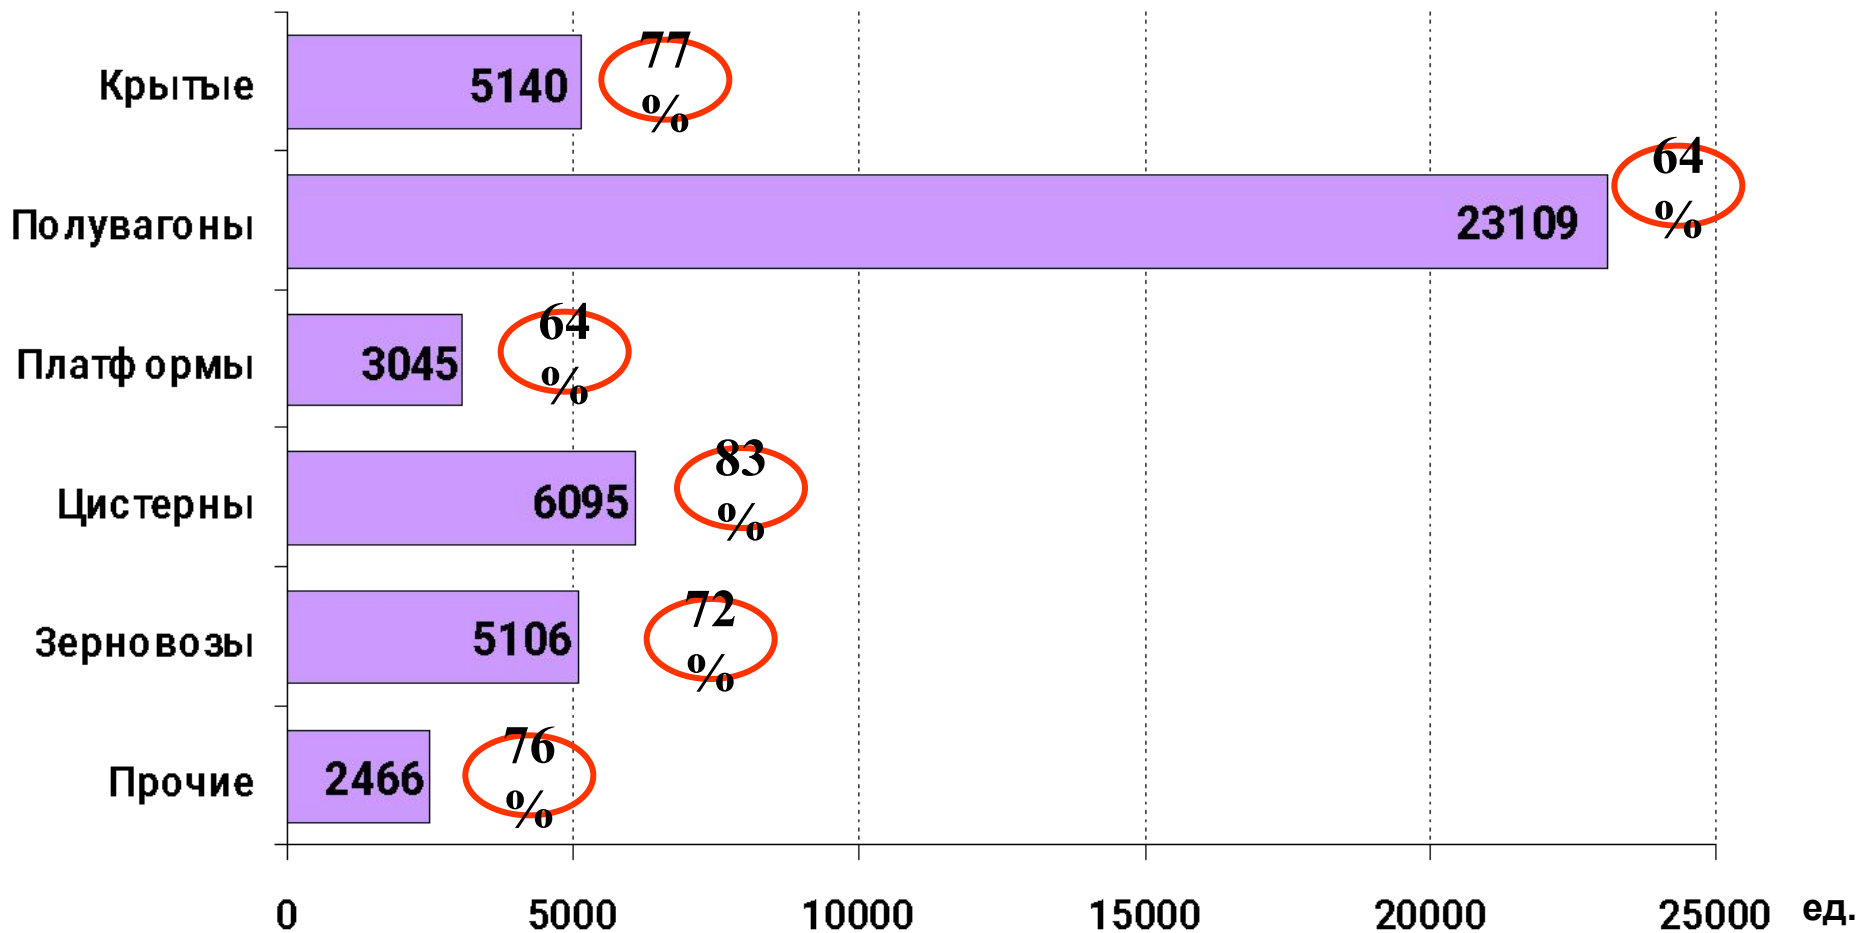 77
%
Крытые
5140
64
%
Полувагоны
23109
64
%
Платформы
3045
83
%
Цистерны
6095
72
%
Зерновозы
5106
76
%
Прочие
2466
0 5000 10000 15000 20000 25000 ед.